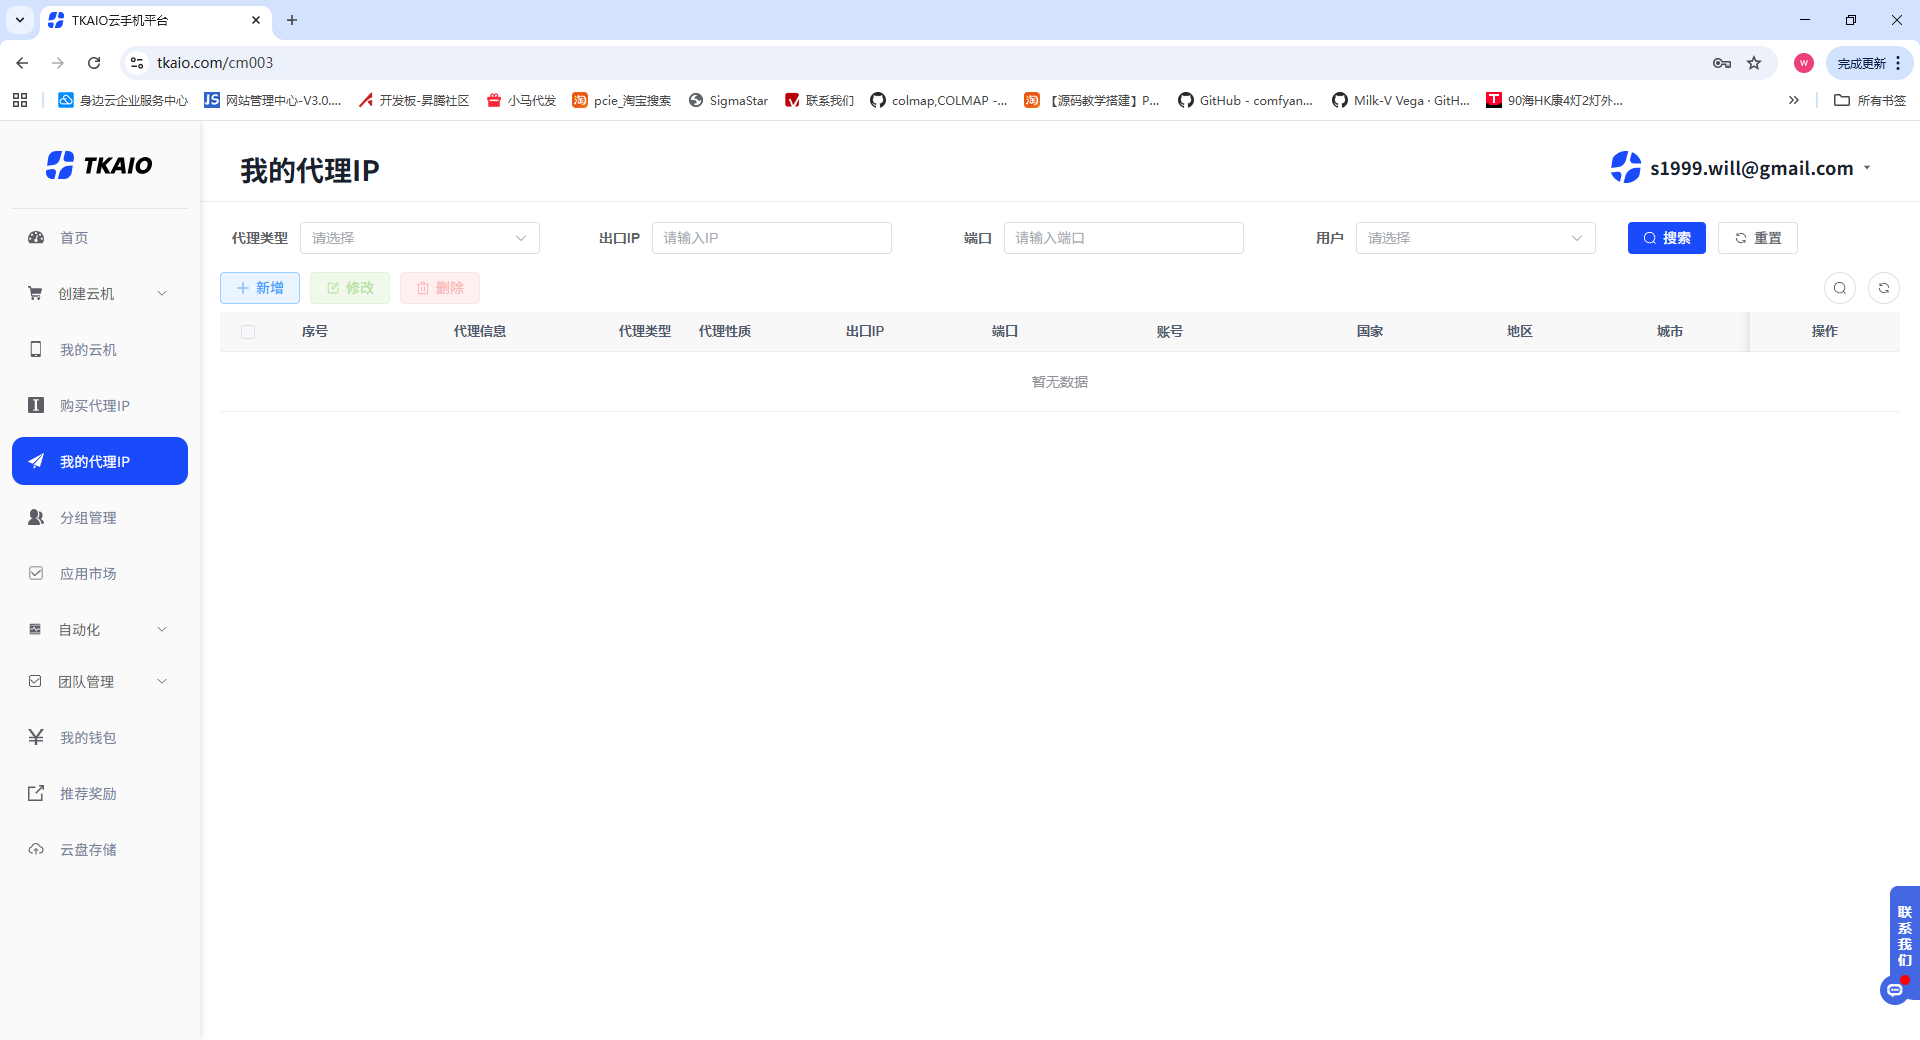 TKAIO云手机平台
tkaio.com/cm003
W
完成更新
身边云企业服务中心
网站管理中心-V3.0....
开发板-昇腾社区
小马代发
pcie_淘宝搜索
SigmaStar
联系我们
colmap,COLMAP -...
【源码教学搭建】P...
GitHub - comfyan...
Milk-V Vega · GitH...
90海HK康4灯2灯外...
所有书签
TKAIO
我的代理IP
s1999.will@gmail.com
首页
创建云机
我的云机
购买代理IP
我的代理IP
分组管理
应用市场
自动化
团队管理
我的钱包
推荐奖励
云盘存储
代理类型 请选择
出口IP 请输入IP
端口 请输入端口
用户 请选择
搜索
重置
新增
修改
删除
序号 代理信息 代理类型 代理性质 出口IP 端口 账号 国家 地区 城市 操作
暂无数据
联系我们